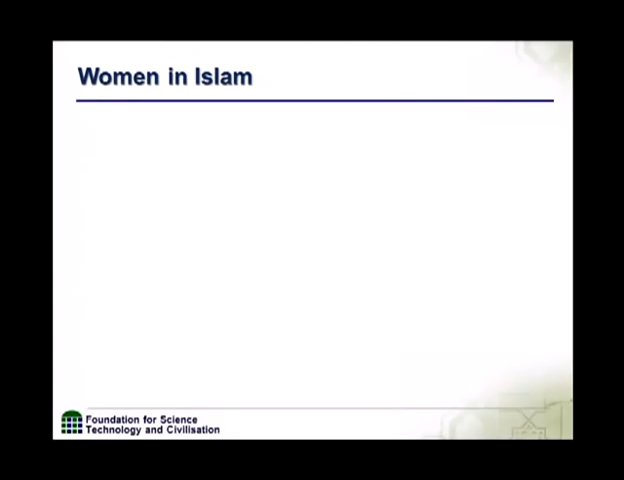 Women in Islam
Foundation for Science
Technology and Civilisation